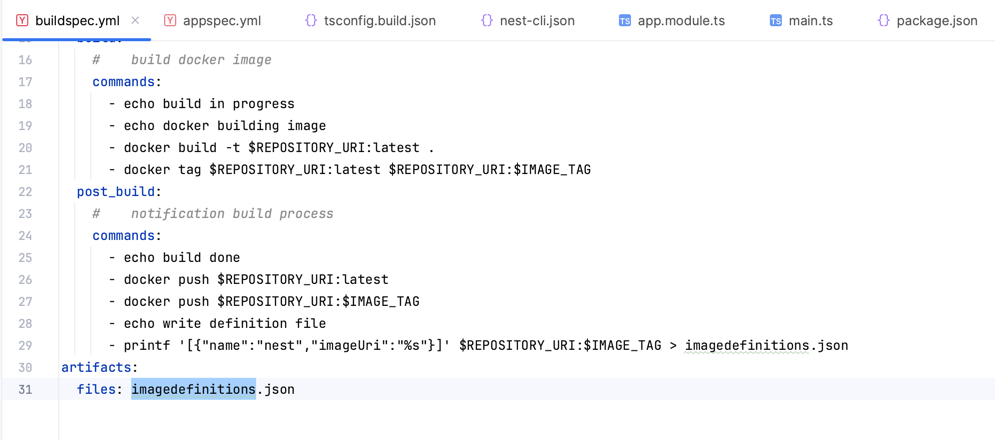 buildspec.yml appspec.yml tsconfig.build.json nest-cli.json app.module.ts main.ts package.json
build:
16 # build docker image
17 commands:
18 - echo build in progress
19 - echo docker building image
20 - docker build -t $REPOSITORY_URI:latest .
21 - docker tag $REPOSITORY_URI:latest $REPOSITORY_URI:$IMAGE_TAG
22 post_build:
23 # notification build process
24 commands:
25 - echo build done
26 - docker push $REPOSITORY_URI:latest
27 - docker push $REPOSITORY_URI:$IMAGE_TAG
28 - echo write definition file
29 - printf '[{"name":"nest","imageUri":"%s"}]' $REPOSITORY_URI:$IMAGE_TAG > imagedefinitions.json
30 artifacts:
31 files: imagedefinitions.json